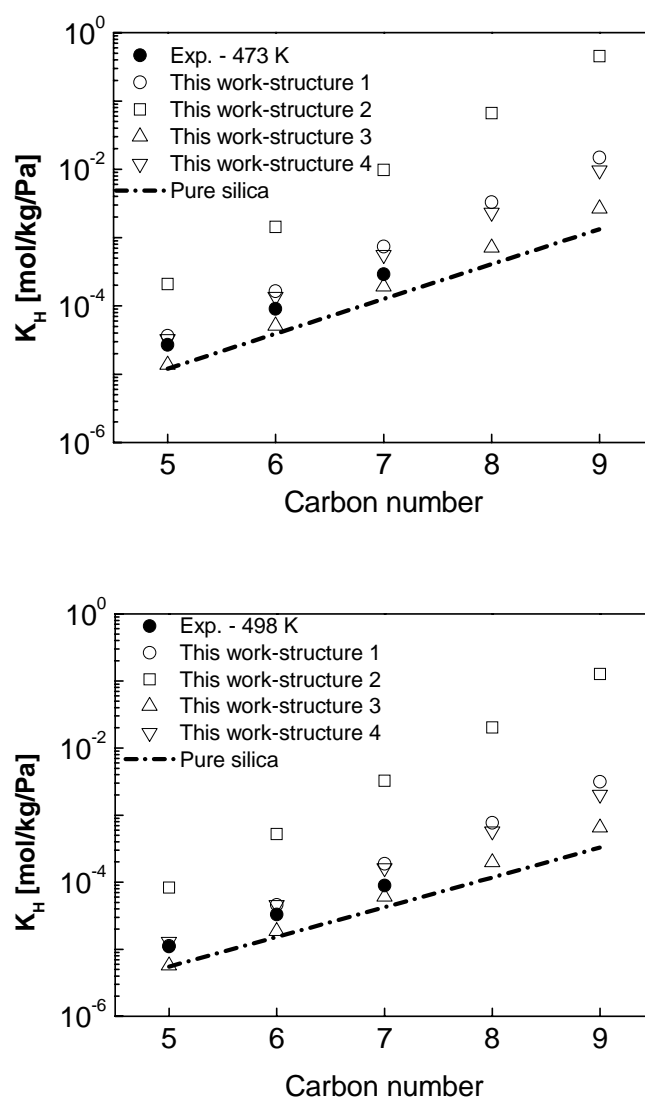 10^0
Exp. - 473 K
This work-structure 1
This work-structure 2
This work-structure 3
This work-structure 4
Pure silica
10^-2
10^-4
10^-6
K_H [mol/kg/Pa]
5 6 7 8 9
Carbon number
10^0
Exp. - 498 K
This work-structure 1
This work-structure 2
This work-structure 3
This work-structure 4
Pure silica
10^-2
10^-4
10^-6
K_H [mol/kg/Pa]
5 6 7 8 9
Carbon number